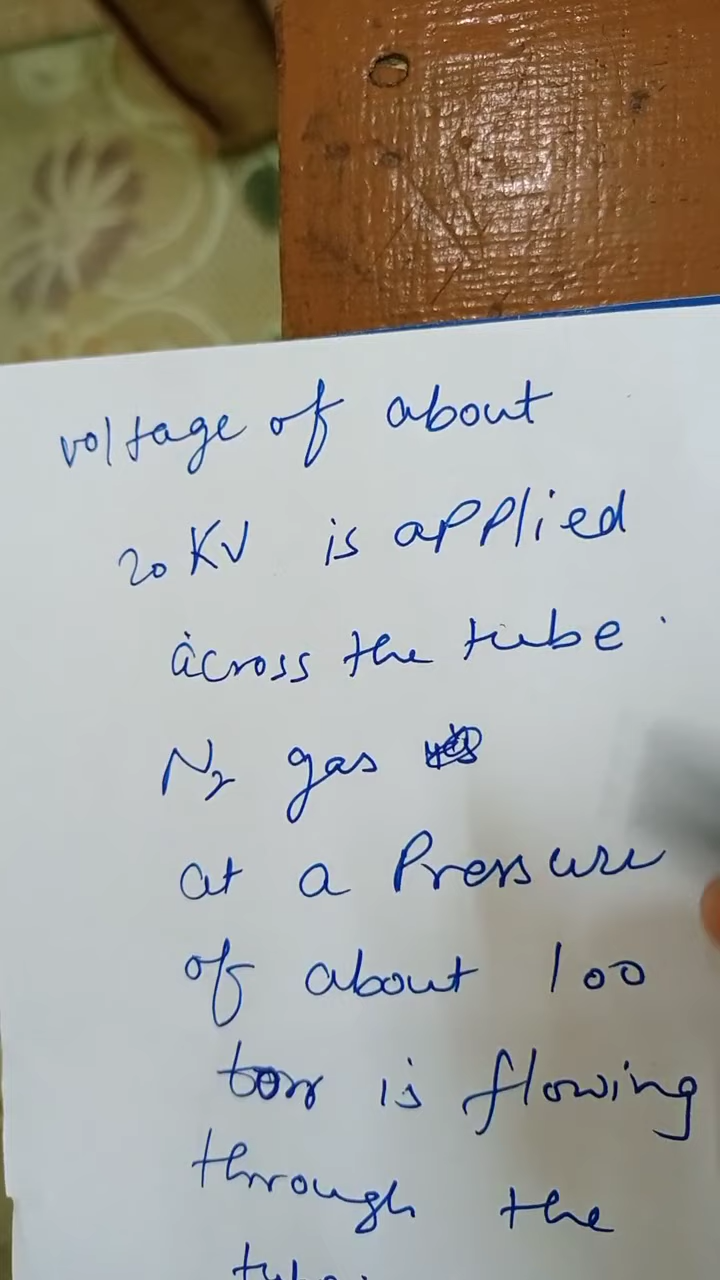 voltage of about
20 KV is applied
across the tube.
N2 gas
at a Pressure
of about 100
torr is flowing
through the
tube